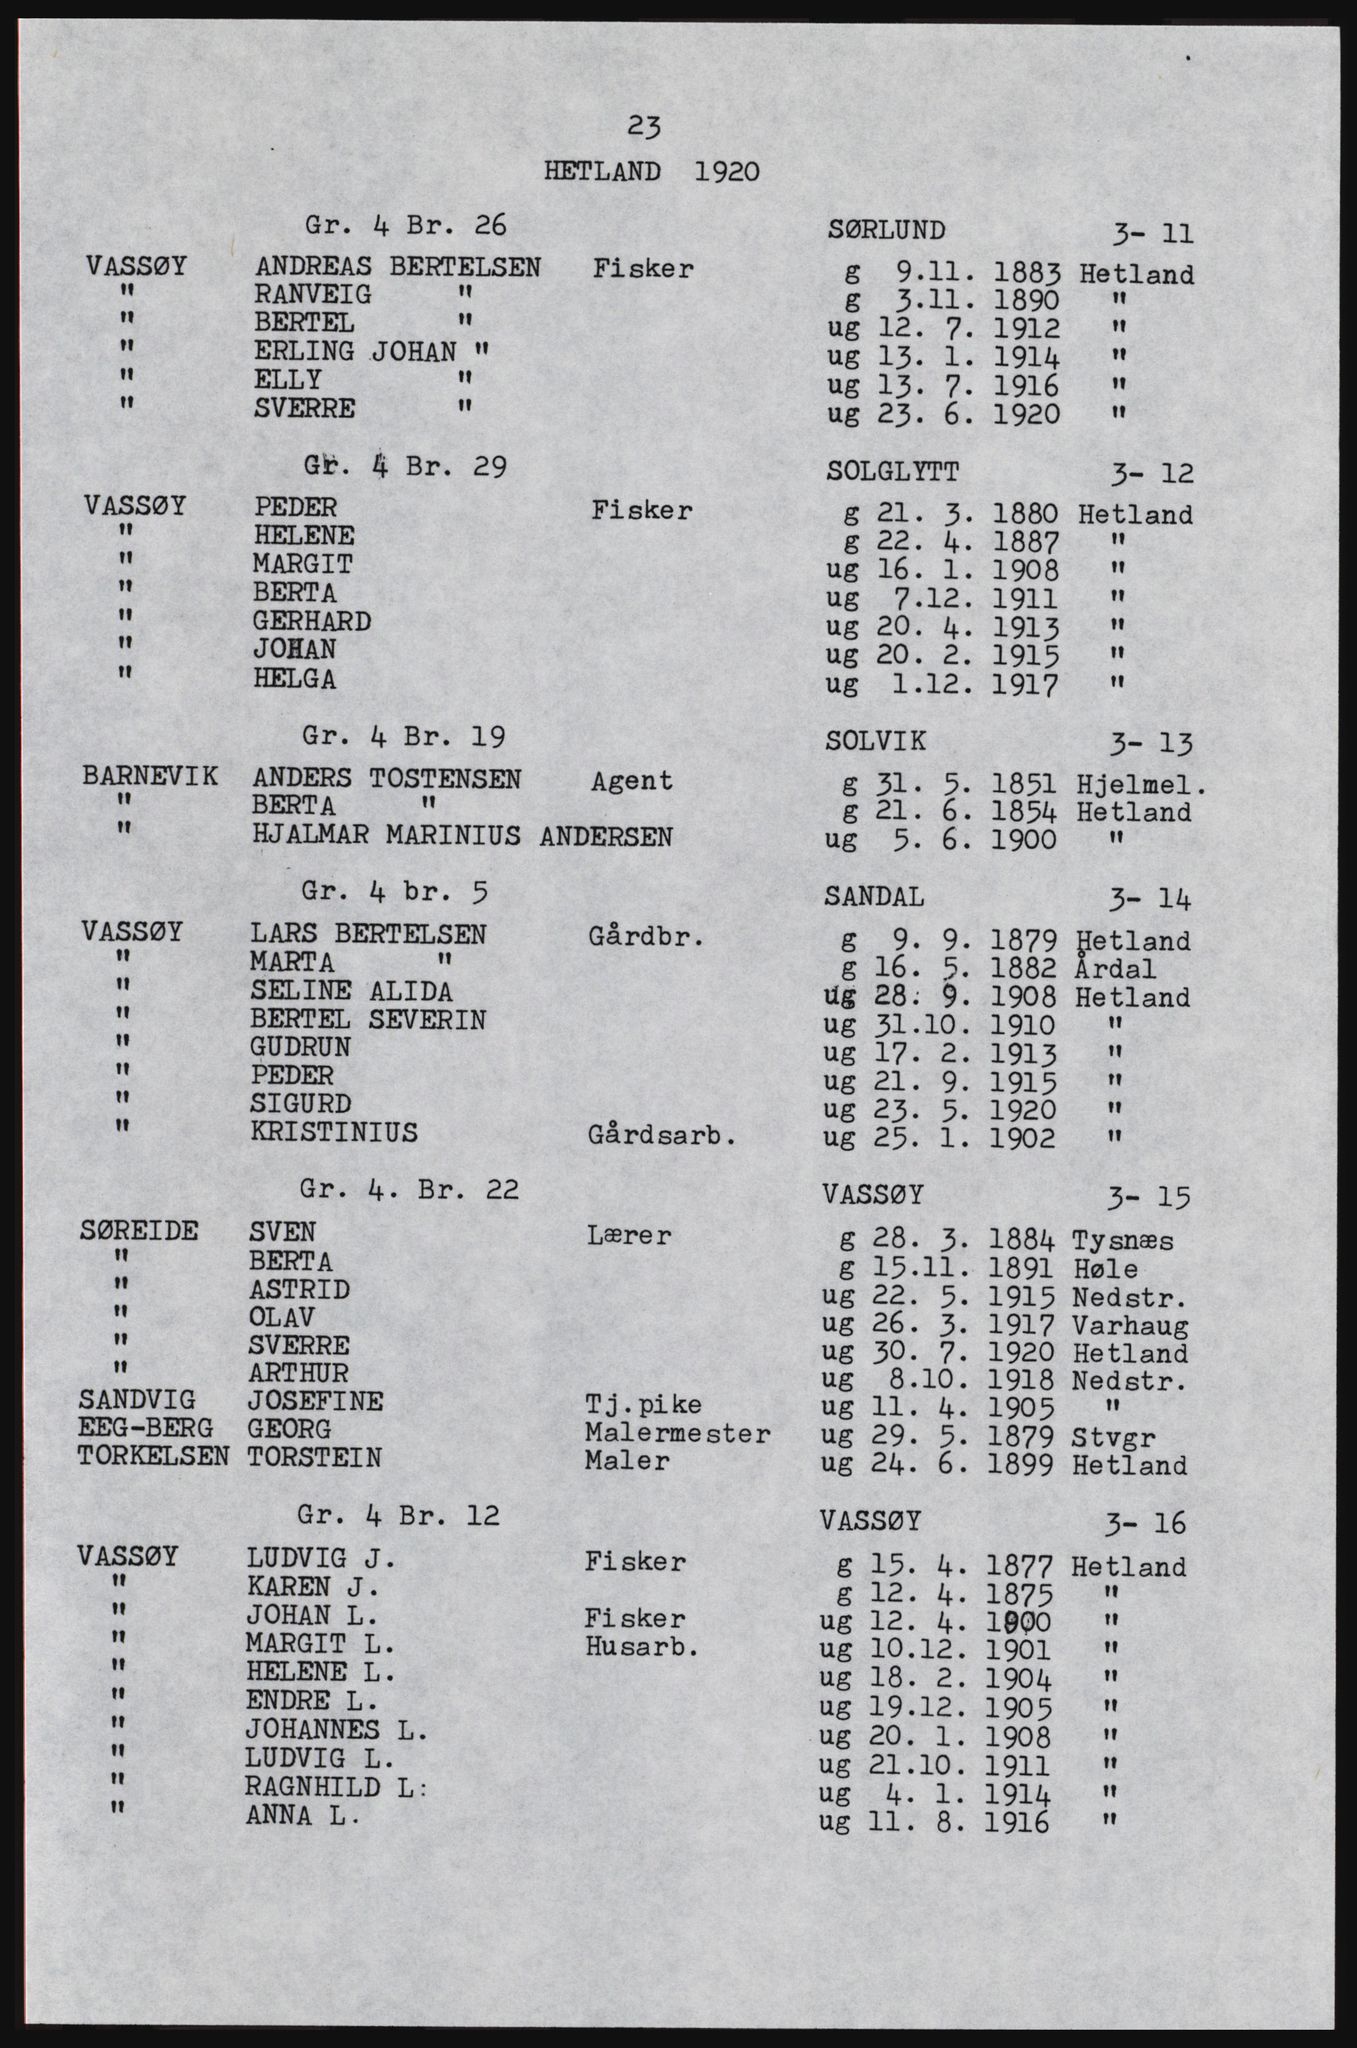 23
HETLAND 1920
Gr. 4 Br. 26 SØRLUND 3- 11
VASSØY ANDREAS BERTELSEN Fisker g 9.11. 1883 Hetland
" RANVEIG " g 3.11. 1890 "
" BERTEL " ug 12. 7. 1912 "
" ERLING JOHAN " ug 13. 1. 1914 "
" ELLY " ug 13. 7. 1916 "
" SVERRE " ug 23. 6. 1920 "
Gr. 4 Br. 29 SOLGLYTT 3- 12
VASSØY PEDER Fisker g 21. 3. 1880 Hetland
" HELENE g 22. 4. 1887 "
" MARGIT ug 16. 1. 1908 "
" BERTA ug 7.12. 1911 "
" GERHARD ug 20. 4. 1913 "
" JOHAN ug 20. 2. 1915 "
" HELGA ug 1.12. 1917 "
Gr. 4 Br. 19 SOLVIK 3- 13
BARNEVIK ANDERS TOSTENSEN Agent g 31. 5. 1851 Hjelmel.
" BERTA " g 21. 6. 1854 Hetland
" HJALMAR MARINIUS ANDERSEN ug 5. 6. 1900 "
Gr. 4 br. 5 SANDAL 3- 14
VASSØY LARS BERTELSEN Gårdbr. g 9. 9. 1879 Hetland
" MARTA " g 16. 5. 1882 Årdal
" SELINE ALIDA ug 28. 9. 1908 Hetland
" BERTEL SEVERIN ug 31.10. 1910 "
" GUDRUN ug 17. 2. 1913 "
" PEDER ug 21. 9. 1915 "
" SIGURD ug 23. 5. 1920 "
" KRISTINIUS Gårdsarb. ug 25. 1. 1902 "
Gr. 4. Br. 22 VASSØY 3- 15
SØREIDE SVEN Lærer g 28. 3. 1884 Tysnæs
" BERTA g 15.11. 1891 Høle
" ASTRID ug 22. 5. 1915 Nedstr.
" OLAV ug 26. 3. 1917 Varhaug
" SVERRE ug 30. 7. 1920 Hetland
" ARTHUR ug 8.10. 1918 Nedstr.
SANDVIG JOSEFINE Tj.pike ug 11. 4. 1905 "
EEG-BERG GEORG Malermester ug 29. 5. 1879 Stvgr
TORKELSEN TORSTEIN Maler ug 24. 6. 1899 Hetland
Gr. 4 Br. 12 VASSØY 3- 16
VASSØY LUDVIG J. Fisker g 15. 4. 1877 Hetland
" KAREN J. g 12. 4. 1875 "
" JOHAN L. Fisker ug 12. 4. 1900 "
" MARGIT L. Husarb. ug 10.12. 1901 "
" HELENE L. ug 18. 2. 1904 "
" ENDRE L. ug 19.12. 1905 "
" JOHANNES L. ug 20. 1. 1908 "
" LUDVIG L. ug 21.10. 1911 "
" RAGNHILD L: ug 4. 1. 1914 "
" ANNA L. ug 11. 8. 1916 "